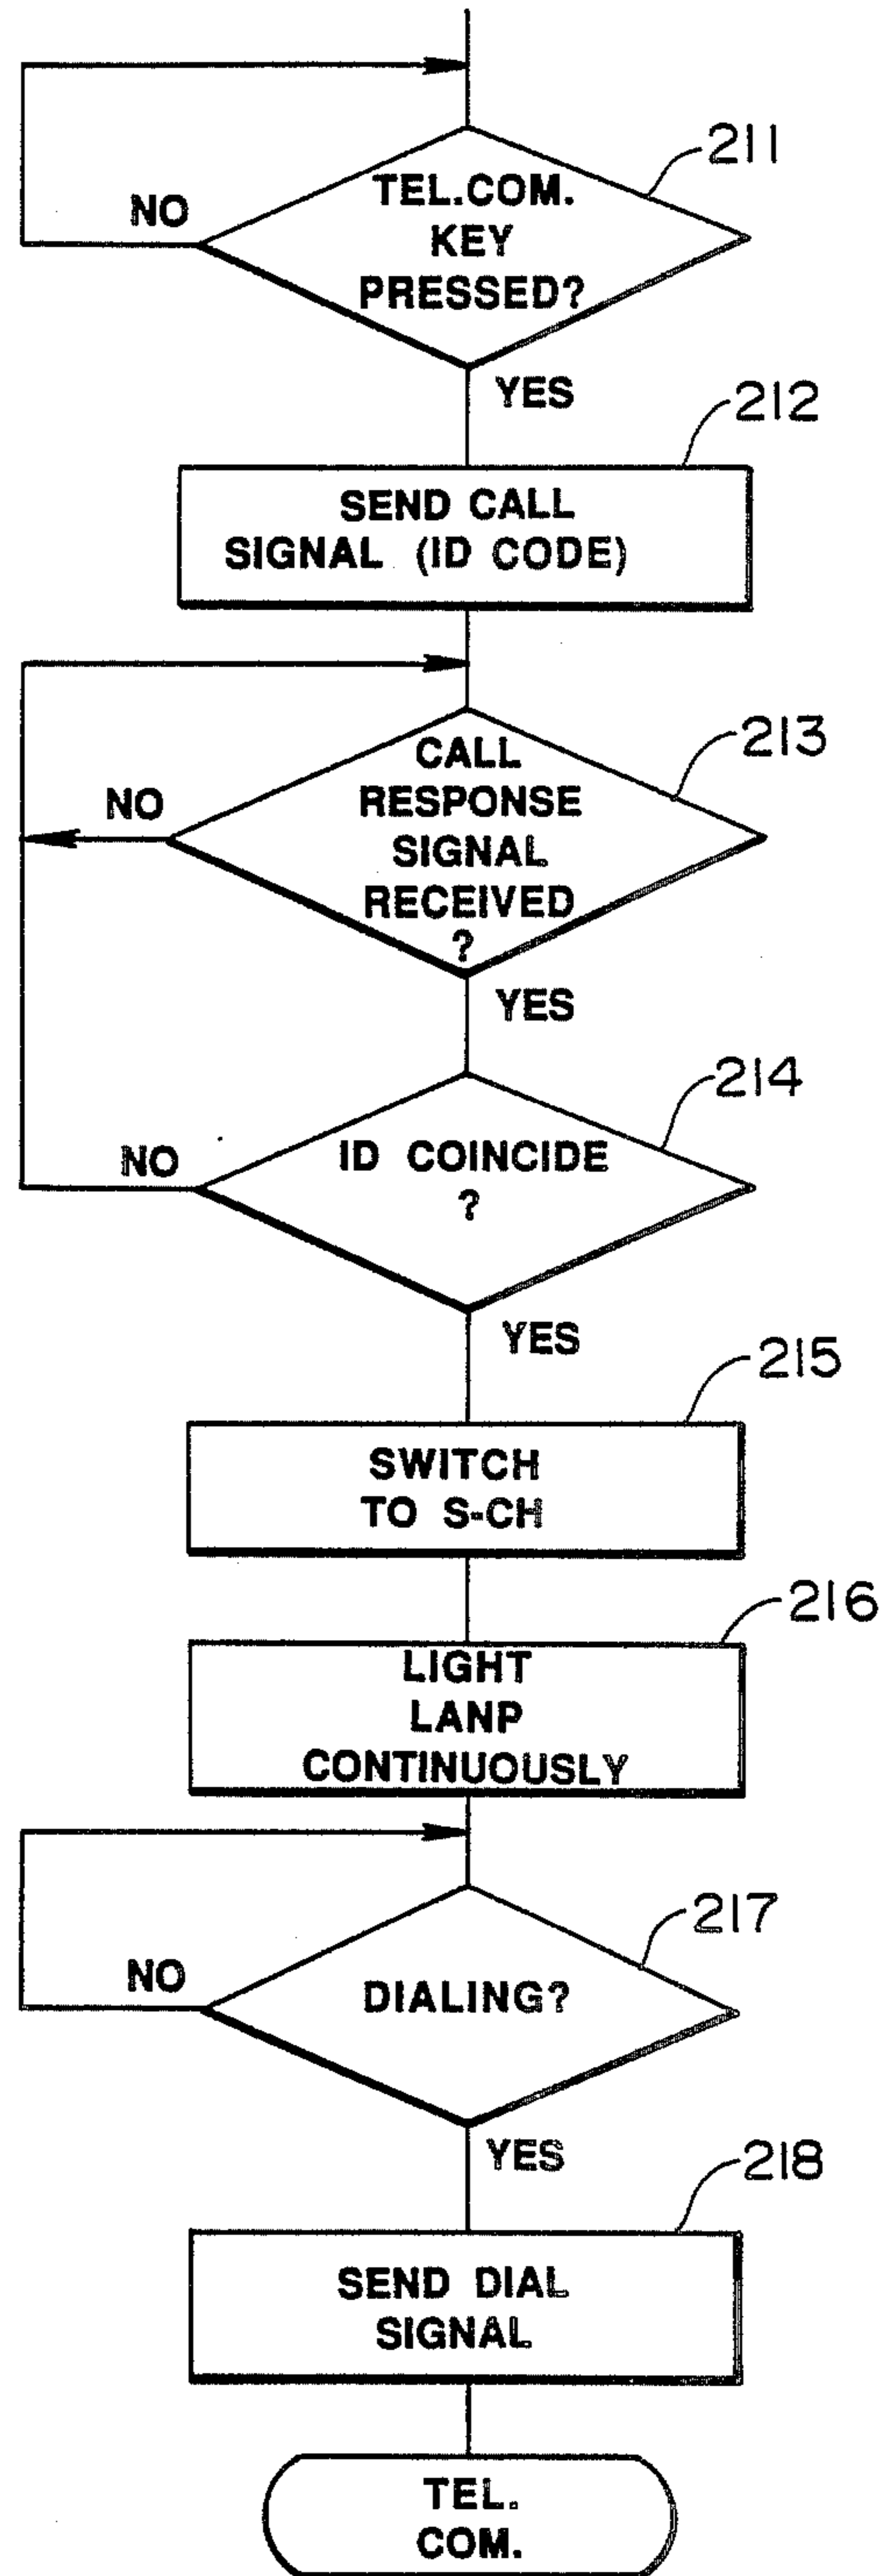 211
TEL.COM.
KEY
PRESSED?
NO
YES
212
SEND CALL
SIGNAL (ID CODE)
213
CALL
RESPONSE
SIGNAL
RECEIVED
?
NO
YES
214
ID COINCIDE
?
NO
YES
215
SWITCH
TO S-CH
216
LIGHT
LANP
CONTINUOUSLY
217
DIALING?
NO
YES
218
SEND DIAL
SIGNAL
TEL.
COM.